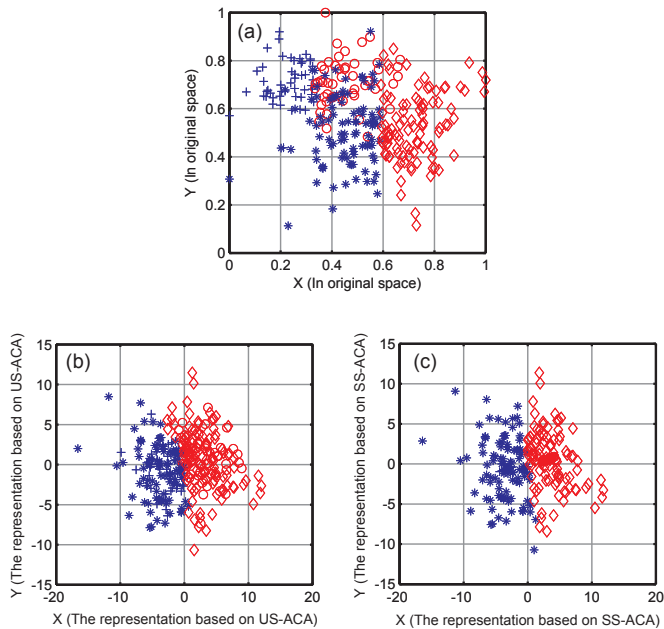 (a)
1
0.8
0.6
0.4
0.2
0
Y (In original space)
0 0.2 0.4 0.6 0.8 1
X (In original space)
(b)
15
10
5
0
-5
-10
-15
Y (The representation based on US-ACA)
-20 -10 0 10 20
X (The representation based on US-ACA)
(c)
15
10
5
0
-5
-10
-15
Y (The representation based on SS-ACA)
-20 -10 0 10 20
X (The representation based on SS-ACA)